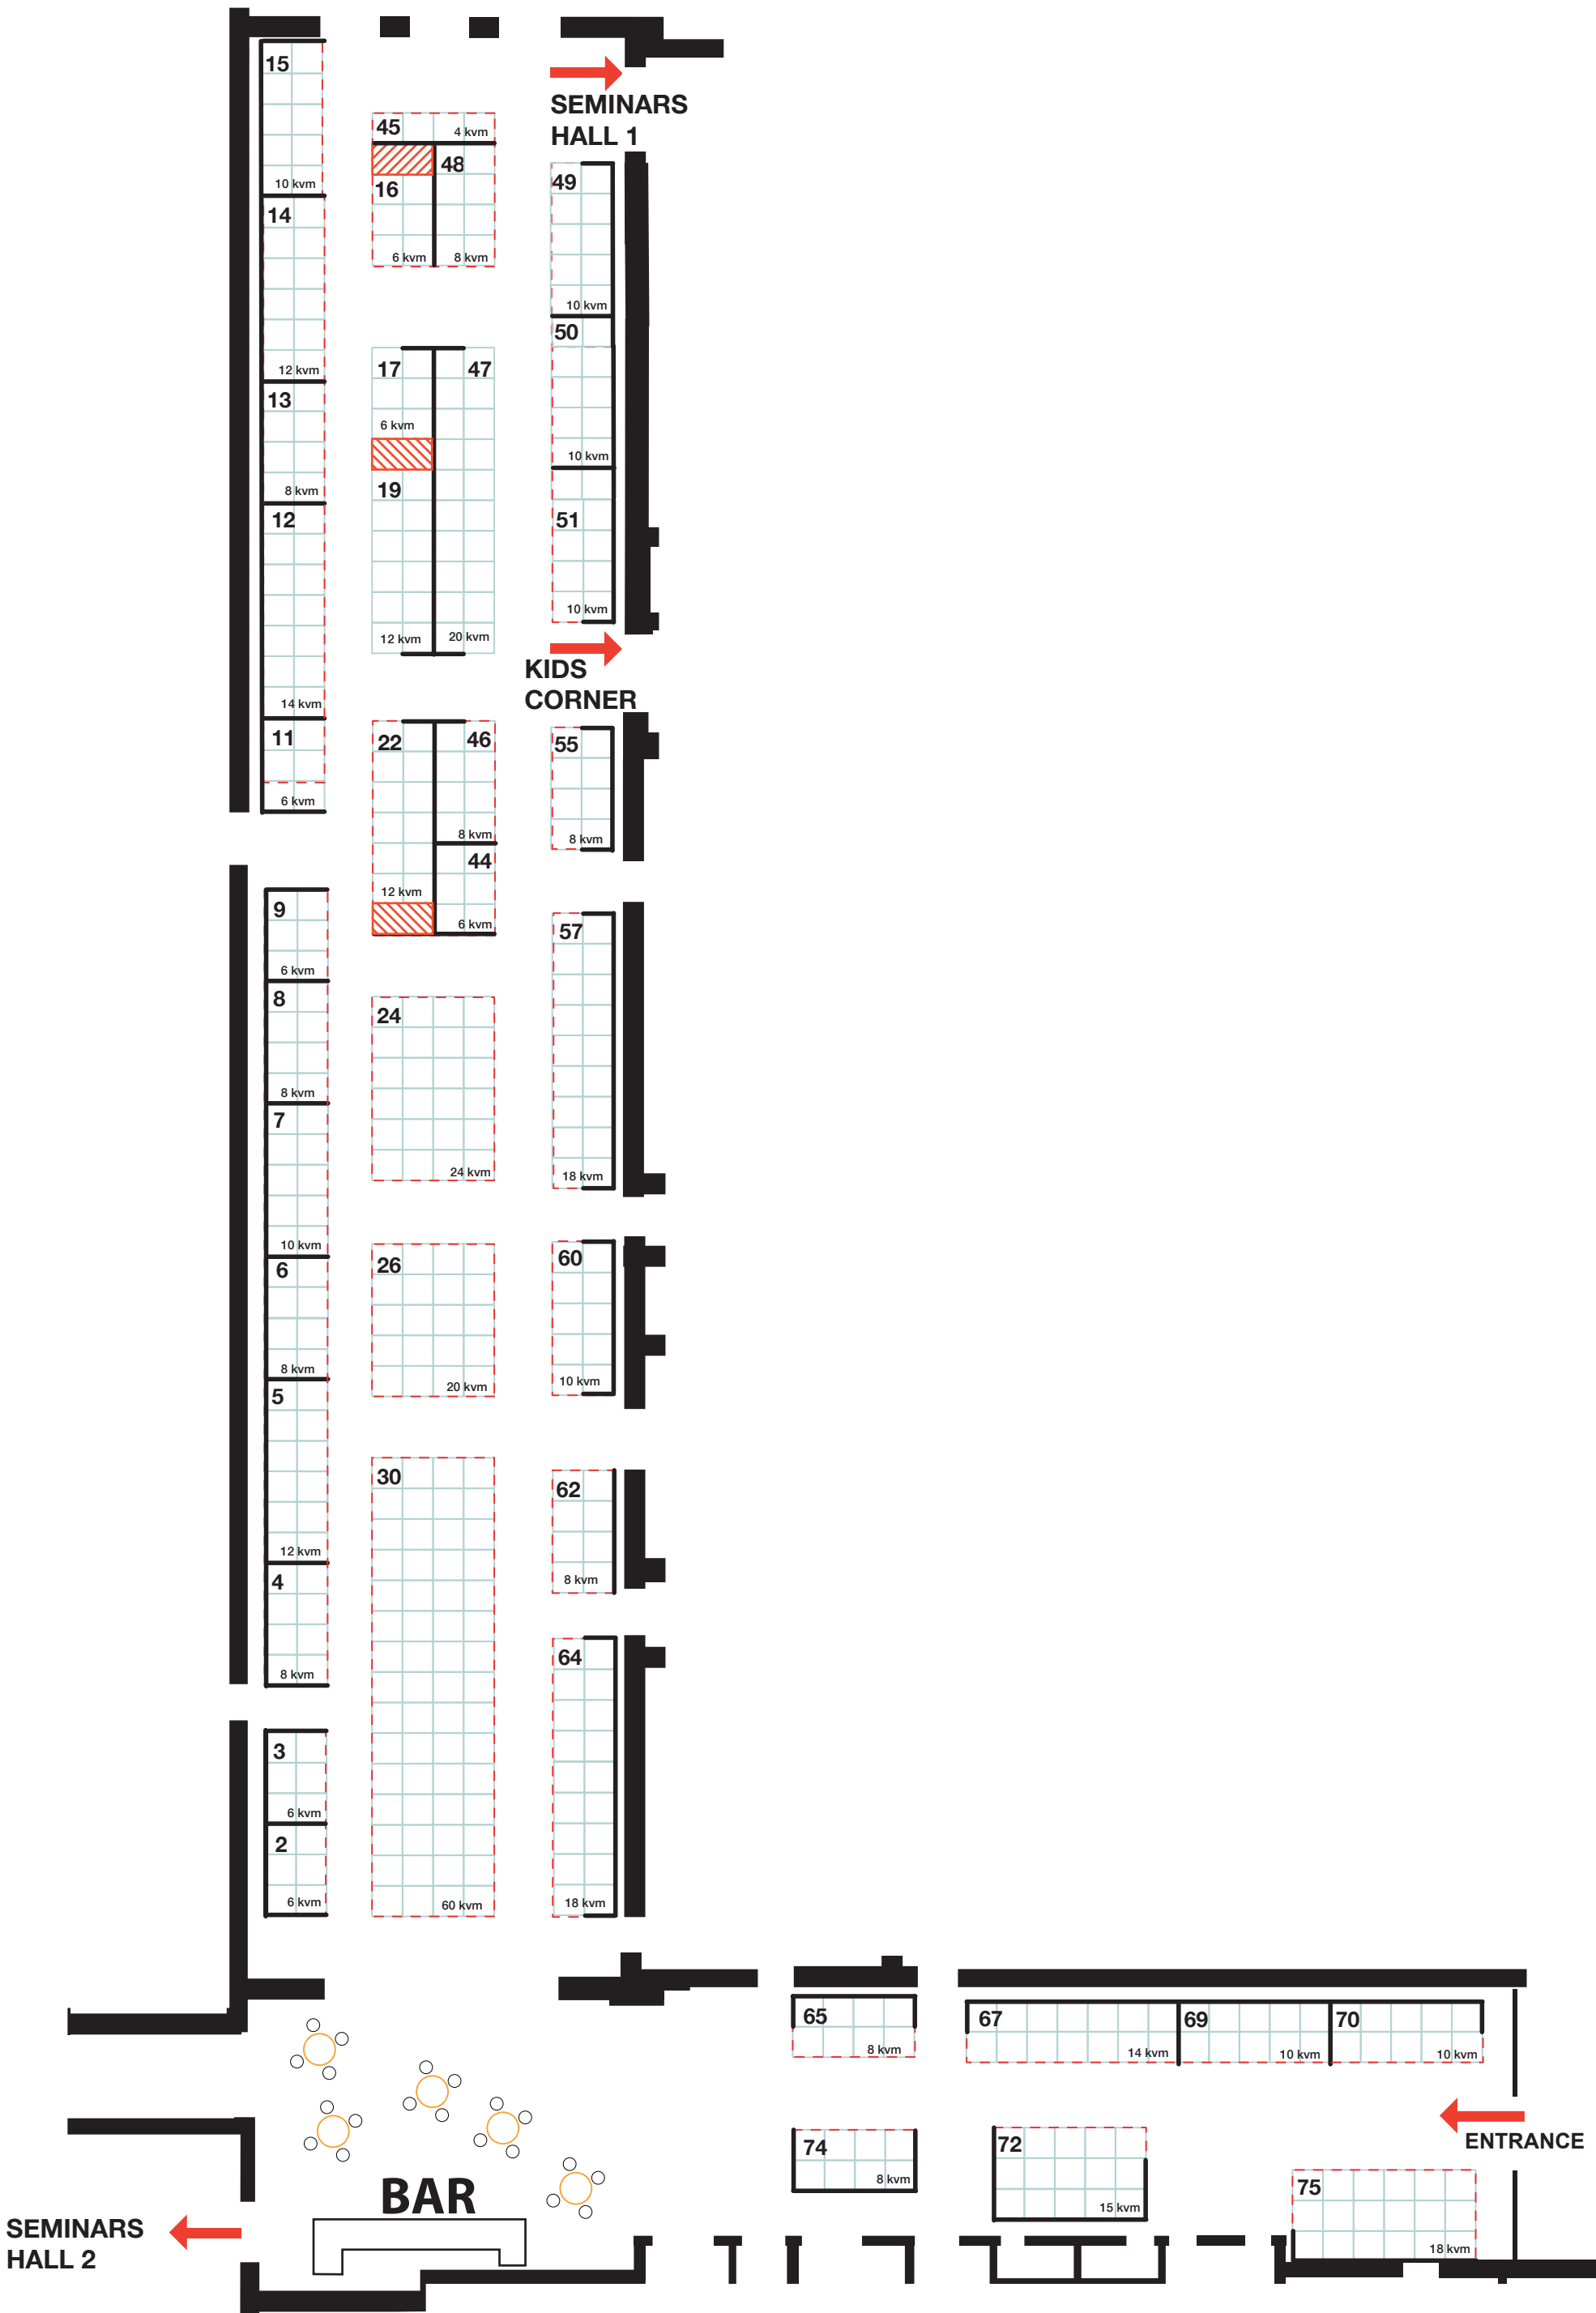 15
10 kvm
14
12 kvm
13
8 kvm
12
14 kvm
11
6 kvm
9
6 kvm
8
8 kvm
7
10 kvm
6
8 kvm
5
12 kvm
4
8 kvm
3
6 kvm
2
6 kvm
45
4 kvm
48
16
6 kvm
8 kvm
17
47
6 kvm
19
12 kvm
20 kvm
22
46
8 kvm
44
12 kvm
6 kvm
24
24 kvm
26
20 kvm
30
60 kvm
SEMINARS
HALL 1
49
10 kvm
50
10 kvm
51
10 kvm
KIDS
CORNER
55
8 kvm
57
18 kvm
60
10 kvm
62
8 kvm
64
18 kvm
65
8 kvm
67
14 kvm
69
10 kvm
70
10 kvm
74
8 kvm
72
15 kvm
ENTRANCE
75
18 kvm
BAR
SEMINARS
HALL 2